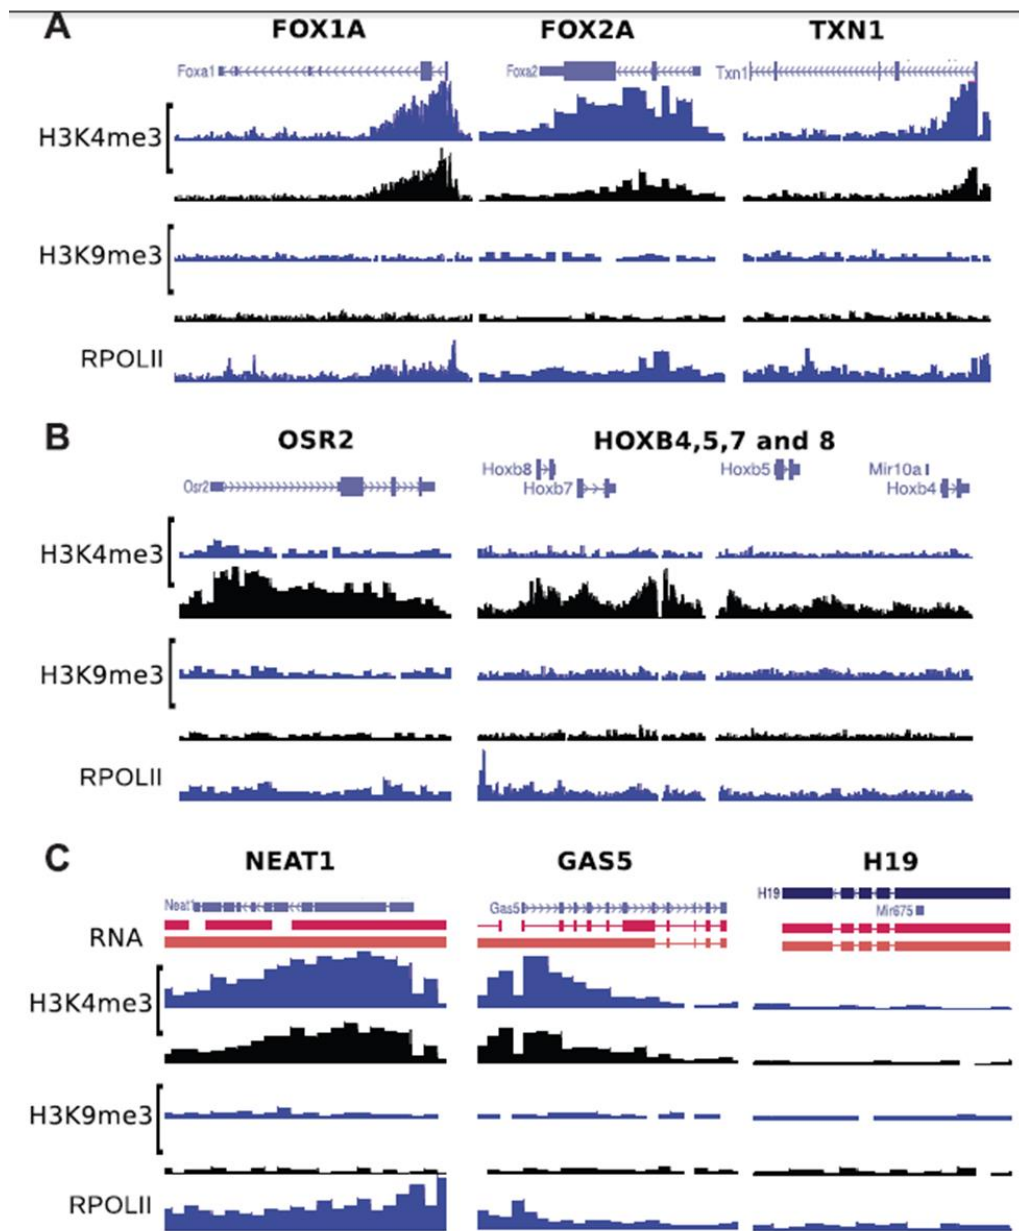 A
FOX1A FOX2A TXN1
Foxa1 Foxa2 Txn1
H3K4me3
H3K9me3
RPOLII
B
OSR2 HOXB4,5,7 and 8
Hoxb8 Hoxb5 Mir10a
Osr2 Hoxb7 Hoxb4
H3K4me3
H3K9me3
RPOLII
C
NEAT1 GAS5 H19
H19
Neat1 Gas5 Mir675
RNA
H3K4me3
H3K9me3
RPOLII